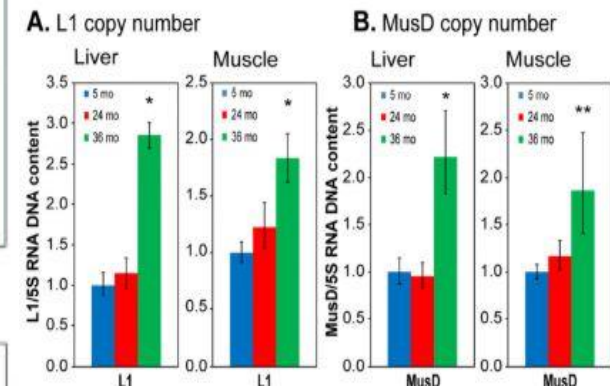 A. L1 copy number
Liver
Muscle
L1/5S RNA DNA content
3.5
3.0
2.5
2.0
1.5
1.0
0.5
0.0
5 mo
24 mo
36 mo
*
L1
2.5
2.0
1.5
1.0
0.5
0.0
5 mo
24 mo
36 mo
*
L1
B. MusD copy number
Liver
Muscle
MusD/5S RNA DNA content
3.0
2.5
2.0
1.5
1.0
0.5
0.0
5 mo
24 mo
36 mo
*
MusD
3.0
2.5
2.0
1.5
1.0
0.5
0.0
5 mo
24 mo
36 mo
**
MusD